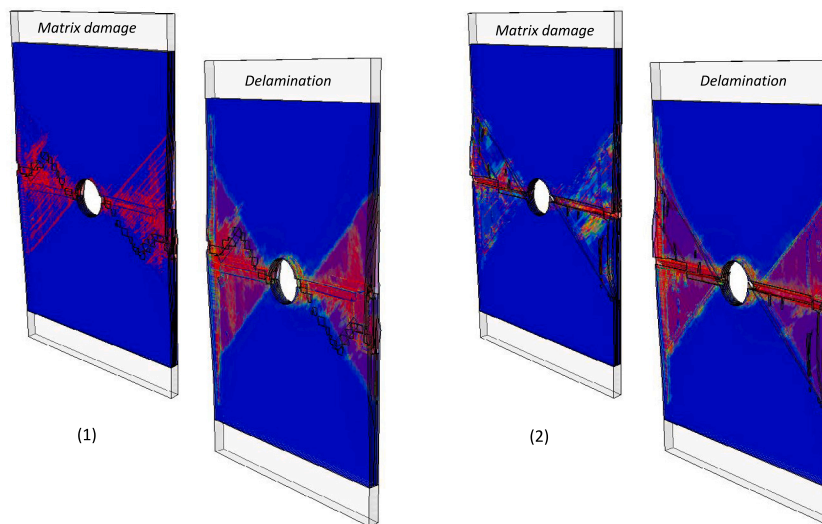 Matrix damage
Delamination
(1)
Matrix damage
Delamination
(2)